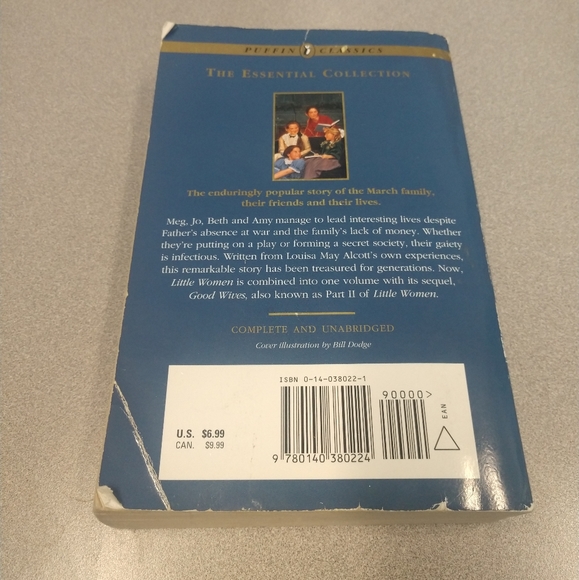 PUFFIN CLASSICS
THE ESSENTIAL COLLECTION
The enduringly popular story of the March family,
their friends and their lives.
Meg, Jo, Beth and Amy manage to lead interesting lives despite
Father's absence at war and the family's lack of money. Whether
they're putting on a play or forming a secret society, their gaiety
is infectious. Written from Louisa May Alcott's own experiences,
this remarkable story has been treasured for generations. Now,
Little Women is combined into one volume with its sequel,
Good Wives, also known as Part II of Little Women.
COMPLETE AND UNABRIDGED
Cover illustration by Bill Dodge
ISBN 0-14-038022-1
90000>
EAN
U.S. $6.99
CAN. $9.99
9 780140 380224